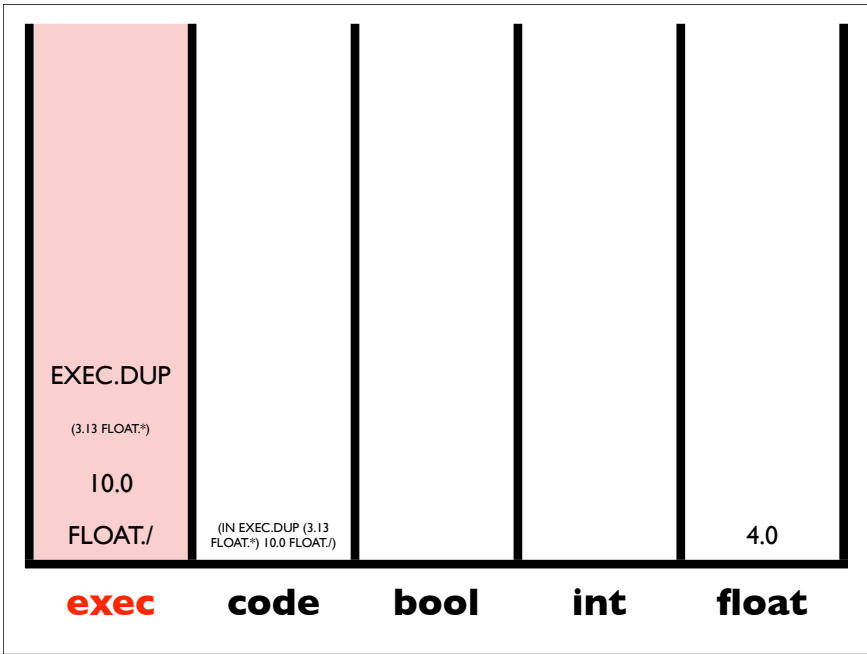 EXEC.DUP
(3.13 FLOAT.*)
10.0
FLOAT./
(IN EXEC.DUP (3.13
FLOAT.*) 10.0 FLOAT./)
4.0
exec
code
bool
int
float